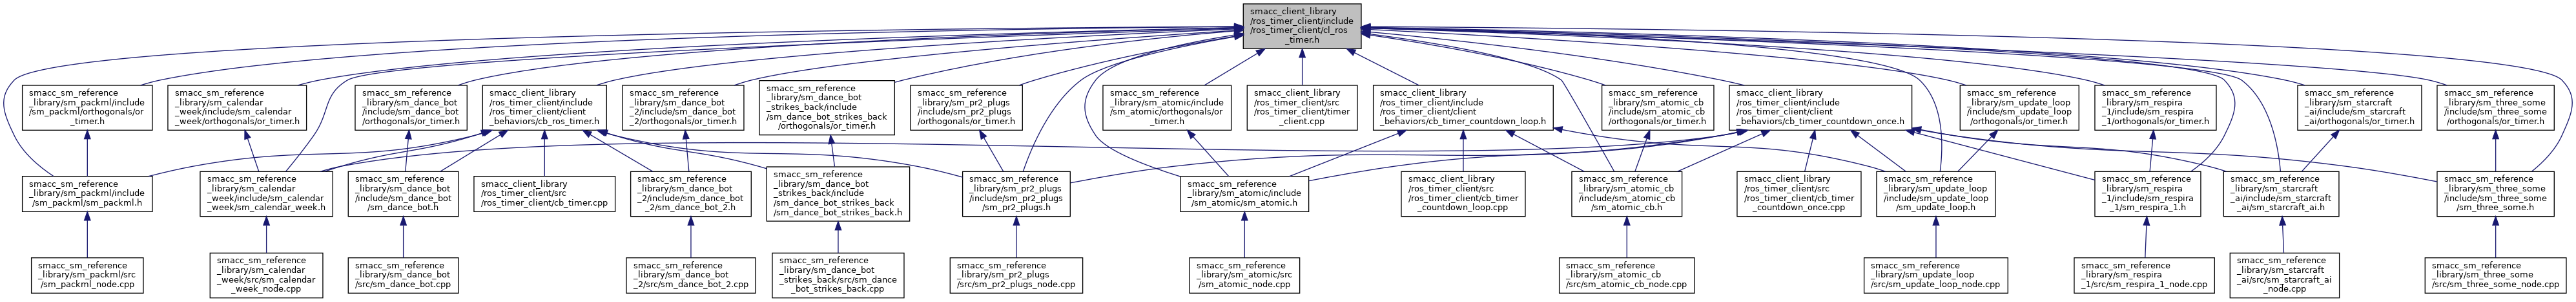 smacc_client_library
/ros_timer_client/include
/ros_timer_client/cl_ros
_timer.h
smacc_sm_reference
_library/sm_packml/include
/sm_packml/orthogonals/or
_timer.h
smacc_sm_reference
_library/sm_calendar
_week/include/sm_calendar
_week/orthogonals/or_timer.h
smacc_sm_reference
_library/sm_dance_bot
/include/sm_dance_bot
/orthogonals/or_timer.h
smacc_client_library
/ros_timer_client/include
/ros_timer_client/client
_behaviors/cb_ros_timer.h
smacc_sm_reference
_library/sm_dance_bot
_2/include/sm_dance_bot
_2/orthogonals/or_timer.h
smacc_sm_reference
_library/sm_dance_bot
_strikes_back/include
/sm_dance_bot_strikes_back
/orthogonals/or_timer.h
smacc_sm_reference
_library/sm_pr2_plugs
/include/sm_pr2_plugs
/orthogonals/or_timer.h
smacc_sm_reference
_library/sm_atomic/include
/sm_atomic/orthogonals/or
_timer.h
smacc_client_library
/ros_timer_client/src
/ros_timer_client/timer
_client.cpp
smacc_client_library
/ros_timer_client/include
/ros_timer_client/client
_behaviors/cb_timer_countdown_loop.h
smacc_sm_reference
_library/sm_atomic_cb
/include/sm_atomic_cb
/orthogonals/or_timer.h
smacc_client_library
/ros_timer_client/include
/ros_timer_client/client
_behaviors/cb_timer_countdown_once.h
smacc_sm_reference
_library/sm_update_loop
/include/sm_update_loop
/orthogonals/or_timer.h
smacc_sm_reference
_library/sm_respira
_1/include/sm_respira
_1/orthogonals/or_timer.h
smacc_sm_reference
_library/sm_starcraft
_ai/include/sm_starcraft
_ai/orthogonals/or_timer.h
smacc_sm_reference
_library/sm_three_some
/include/sm_three_some
/orthogonals/or_timer.h
smacc_sm_reference
_library/sm_packml/include
/sm_packml/sm_packml.h
smacc_sm_reference
_library/sm_calendar
_week/include/sm_calendar
_week/sm_calendar_week.h
smacc_sm_reference
_library/sm_dance_bot
/include/sm_dance_bot
/sm_dance_bot.h
smacc_client_library
/ros_timer_client/src
/ros_timer_client/cb_timer.cpp
smacc_sm_reference
_library/sm_dance_bot
_2/include/sm_dance_bot
_2/sm_dance_bot_2.h
smacc_sm_reference
_library/sm_dance_bot
_strikes_back/include
/sm_dance_bot_strikes_back
/sm_dance_bot_strikes_back.h
smacc_sm_reference
_library/sm_pr2_plugs
/include/sm_pr2_plugs
/sm_pr2_plugs.h
smacc_sm_reference
_library/sm_atomic/include
/sm_atomic/sm_atomic.h
smacc_client_library
/ros_timer_client/src
/ros_timer_client/cb_timer
_countdown_loop.cpp
smacc_sm_reference
_library/sm_atomic_cb
/include/sm_atomic_cb
/sm_atomic_cb.h
smacc_client_library
/ros_timer_client/src
/ros_timer_client/cb_timer
_countdown_once.cpp
smacc_sm_reference
_library/sm_update_loop
/include/sm_update_loop
/sm_update_loop.h
smacc_sm_reference
_library/sm_respira
_1/include/sm_respira
_1/sm_respira_1.h
smacc_sm_reference
_library/sm_starcraft
_ai/include/sm_starcraft
_ai/sm_starcraft_ai.h
smacc_sm_reference
_library/sm_three_some
/include/sm_three_some
/sm_three_some.h
smacc_sm_reference
_library/sm_packml/src
/sm_packml_node.cpp
smacc_sm_reference
_library/sm_calendar
_week/src/sm_calendar
_week_node.cpp
smacc_sm_reference
_library/sm_dance_bot
/src/sm_dance_bot.cpp
smacc_sm_reference
_library/sm_dance_bot
_2/src/sm_dance_bot_2.cpp
smacc_sm_reference
_library/sm_dance_bot
_strikes_back/src/sm_dance
_bot_strikes_back.cpp
smacc_sm_reference
_library/sm_pr2_plugs
/src/sm_pr2_plugs_node.cpp
smacc_sm_reference
_library/sm_atomic/src
/sm_atomic_node.cpp
smacc_sm_reference
_library/sm_atomic_cb
/src/sm_atomic_cb_node.cpp
smacc_sm_reference
_library/sm_update_loop
/src/sm_update_loop_node.cpp
smacc_sm_reference
_library/sm_respira
_1/src/sm_respira_1_node.cpp
smacc_sm_reference
_library/sm_starcraft
_ai/src/sm_starcraft_ai
_node.cpp
smacc_sm_reference
_library/sm_three_some
/src/sm_three_some_node.cpp